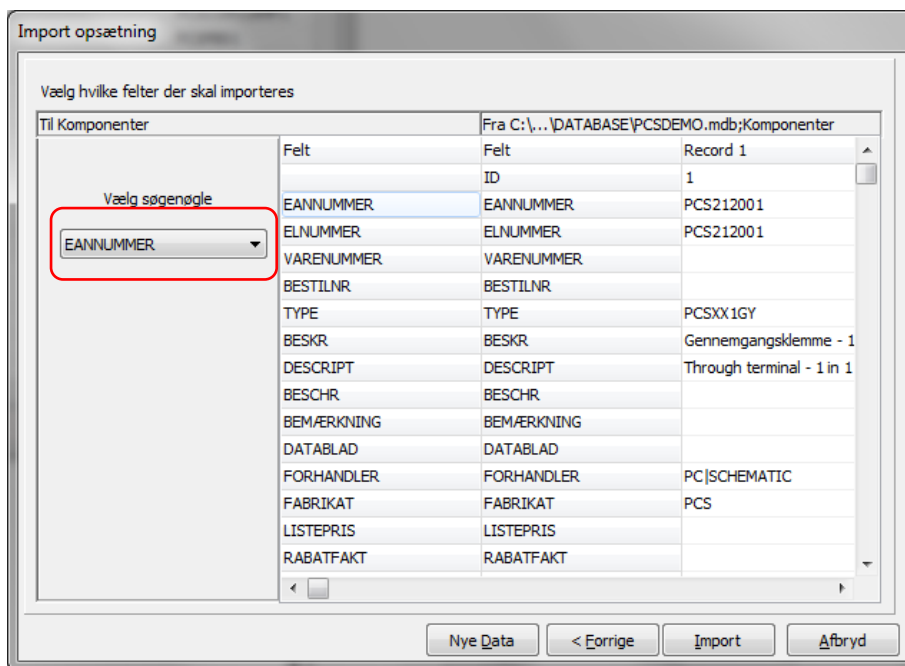 Import opsætning
Vælg hvilke felter der skal importeres
Til Komponenter Fra C:\...\DATABASE\PCSDEMO.mdb;Komponenter
Felt Felt Record 1
ID 1
Vælg søgenøgle
EANNUMMER
EANNUMMER EANNUMMER PCS212001
ELNUMMER ELNUMMER PCS212001
VARENUMMER VARENUMMER
BESTILNR BESTILNR
TYPE TYPE PCSXX1GY
BESKR BESKR Gennemgangsklemme - 1
DESCRIPT DESCRIPT Through terminal - 1 in 1
BESCHR BESCHR
BEMÆRKNING BEMÆRKNING
DATABLAD DATABLAD
FORHANDLER FORHANDLER PC|SCHEMATIC
FABRIKAT FABRIKAT PCS
LISTEPRIS LISTEPRIS
RABATFAKT RABATFAKT
Nye Data < Forrige Import Afbryd